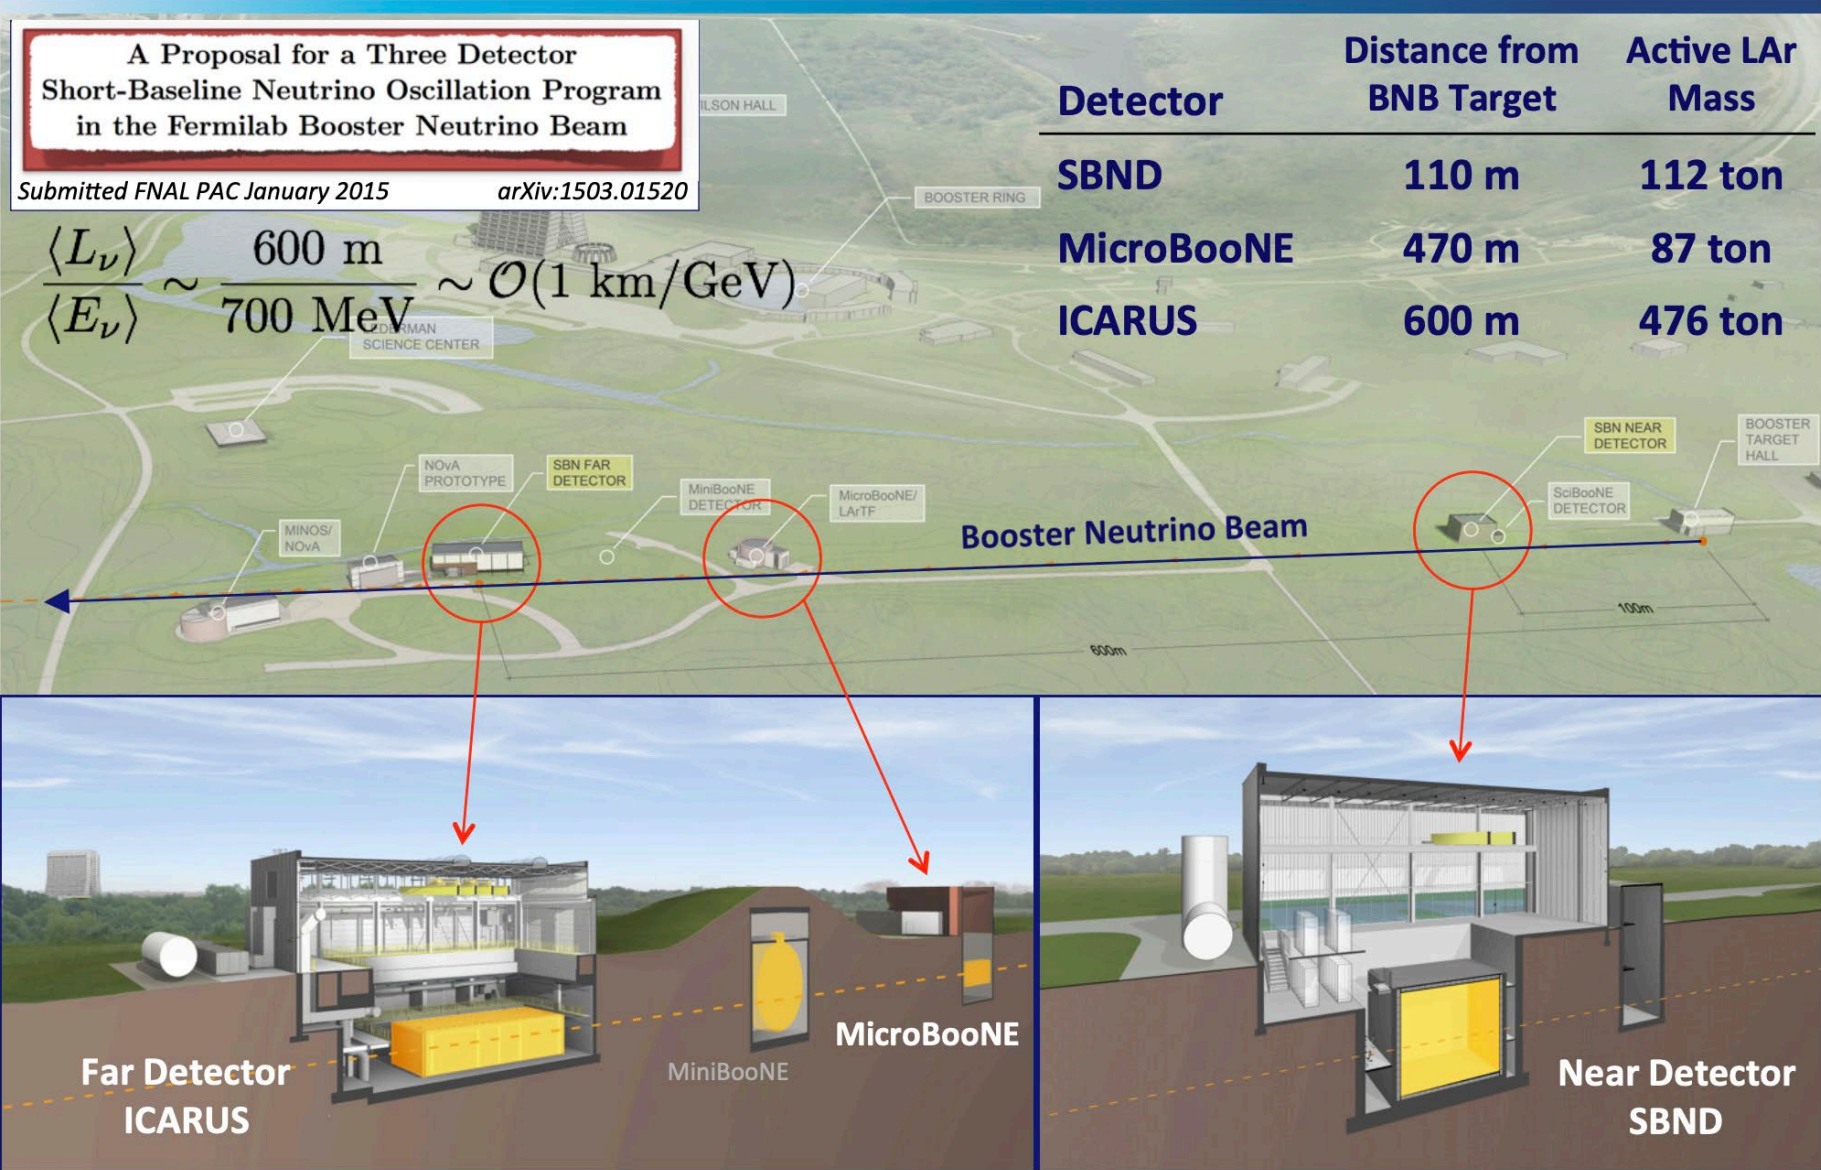 A Proposal for a Three Detector
Short-Baseline Neutrino Oscillation Program
in the Fermilab Booster Neutrino Beam
Submitted FNAL PAC January 2015 arXiv:1503.01520
⟨Lν⟩/⟨Eν⟩ ~ 600 m/700 MeV ~ O(1 km/GeV)
Detector Distance from BNB Target Active LAr Mass
SBND 110 m 112 ton
MicroBooNE 470 m 87 ton
ICARUS 600 m 476 ton
ILSON HALL
BOOSTER RING
EDERMAN
SCIENCE CENTER
NOvA
PROTOTYPE
SBN FAR
DETECTOR
MiniBooNE
DETECTOR
MicroBooNE/
LArTF
SBN NEAR
DETECTOR
BOOSTER
TARGET
HALL
SciBooNE
DETECTOR
MINOS/
NOvA
Booster Neutrino Beam
100m
600m
Far Detector
ICARUS
MiniBooNE
MicroBooNE
Near Detector
SBND